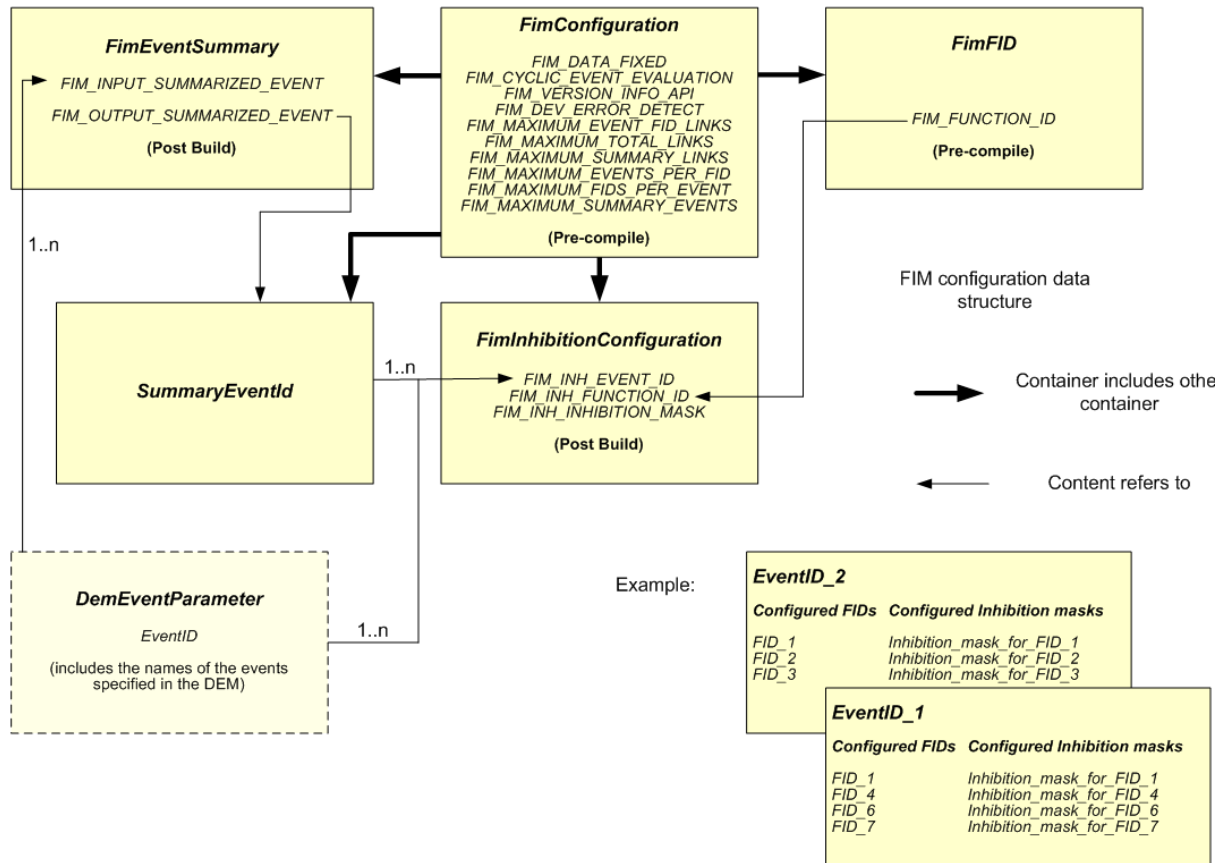 FimEventSummary
FIM_INPUT_SUMMARIZED_EVENT
FIM_OUTPUT_SUMMARIZED_EVENT
(Post Build)
FimConfiguration
FIM_DATA_FIXED
FIM_CYCLIC_EVENT_EVALUATION
FIM_VERSION_INFO_API
FIM_DEV_ERROR_DETECT
FIM_MAXIMUM_EVENT_FID_LINKS
FIM_MAXIMUM_TOTAL_LINKS
FIM_MAXIMUM_SUMMARY_LINKS
FIM_MAXIMUM_EVENTS_PER_FID
FIM_MAXIMUM_FIDS_PER_EVENT
FIM_MAXIMUM_SUMMARY_EVENTS
(Pre-compile)
FimFID
FIM_FUNCTION_ID
(Pre-compile)
1..n
SummaryEventId
1..n
FimInhibitionConfiguration
FIM_INH_EVENT_ID
FIM_INH_FUNCTION_ID
FIM_INH_INHIBITION_MASK
(Post Build)
FIM configuration data
structure
Container includes other
container
Content refers to
DemEventParameter
EventID
(includes the names of the events
specified in the DEM)
1..n
Example:
EventID_2
Configured FIDs Configured Inhibition masks
FID_1 Inhibition_mask_for_FID_1
FID_2 Inhibition_mask_for_FID_2
FID_3 Inhibition_mask_for_FID_3
EventID_1
Configured FIDs Configured Inhibition masks
FID_1 Inhibition_mask_for_FID_1
FID_4 Inhibition_mask_for_FID_4
FID_6 Inhibition_mask_for_FID_6
FID_7 Inhibition_mask_for_FID_7